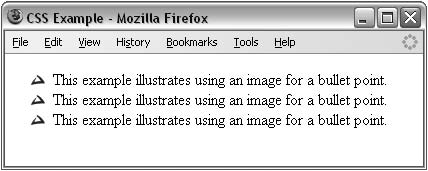 CSS Example - Mozilla Firefox
File Edit View History Bookmarks Tools Help
This example illustrates using an image for a bullet point.
This example illustrates using an image for a bullet point.
This example illustrates using an image for a bullet point.